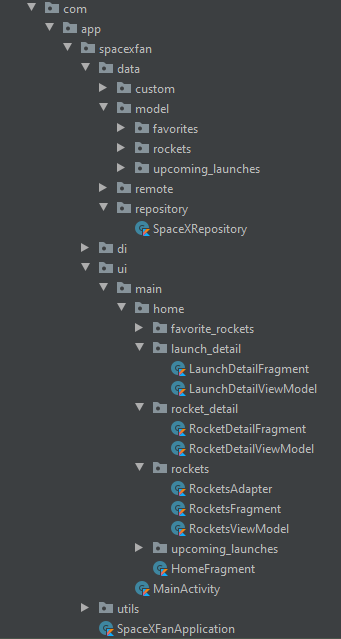 com
app
spacexfan
data
custom
model
favorites
rockets
upcoming_launches
remote
repository
SpaceXRepository
di
ui
main
home
favorite_rockets
launch_detail
LaunchDetailFragment
LaunchDetailViewModel
rocket_detail
RocketDetailFragment
RocketDetailViewModel
rockets
RocketsAdapter
RocketsFragment
RocketsViewModel
upcoming_launches
HomeFragment
MainActivity
utils
SpaceXFanApplication